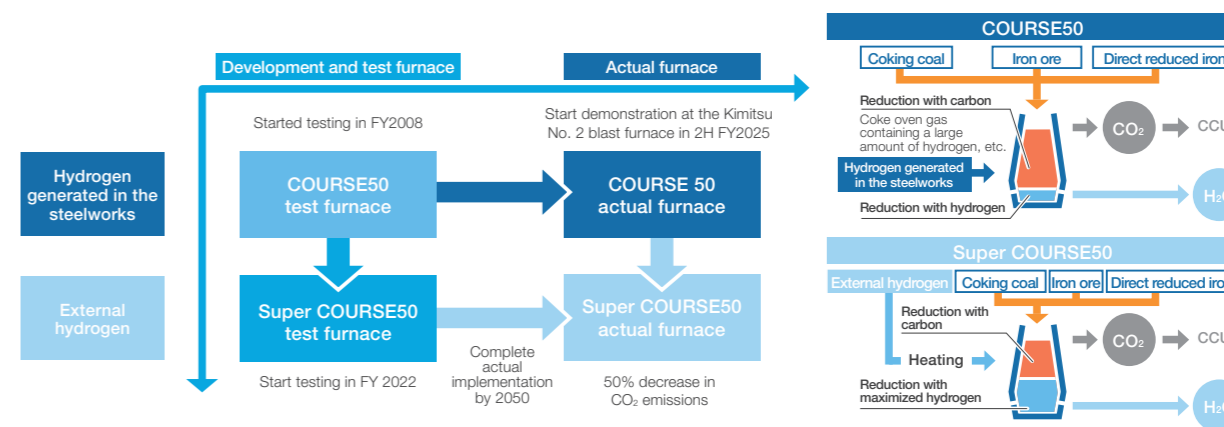 Development and test furnace
Actual furnace
Started testing in FY2008
Start demonstration at the Kimitsu
No. 2 blast furnace in 2H FY2025
Hydrogen
generated in the
steelworks
COURSE50
test furnace
COURSE 50
actual furnace
External
hydrogen
Super COURSE50
test furnace
Super COURSE50
actual furnace
Start testing in FY 2022
Complete
actual
implementation
by 2050
50% decrease in
CO₂ emissions
COURSE50
Coking coal
Iron ore
Direct reduced iron
Reduction with carbon
Coke oven gas
containing a large
amount of hydrogen, etc.
Hydrogen generated
in the steelworks
Reduction with hydrogen
CO₂
Super COURSE50
External hydrogen
Coking coal
Iron ore
Direct reduced
Reduction with
carbon
Heating
Reduction with
maximized hydrogen
CO₂